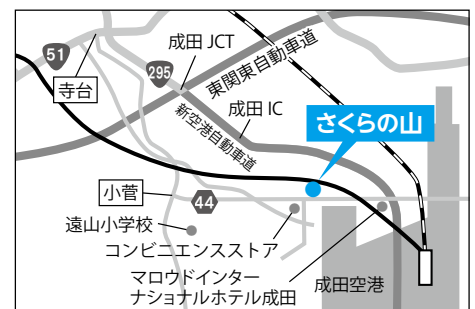 51
成田 JCT
東関東自動車道
295
寺台
成田 IC
新空港自動車道
さくらの山
小菅
44
遠山小学校
コンビニエンスストア
マロウドインター
ナショナルホテル成田
成田空港